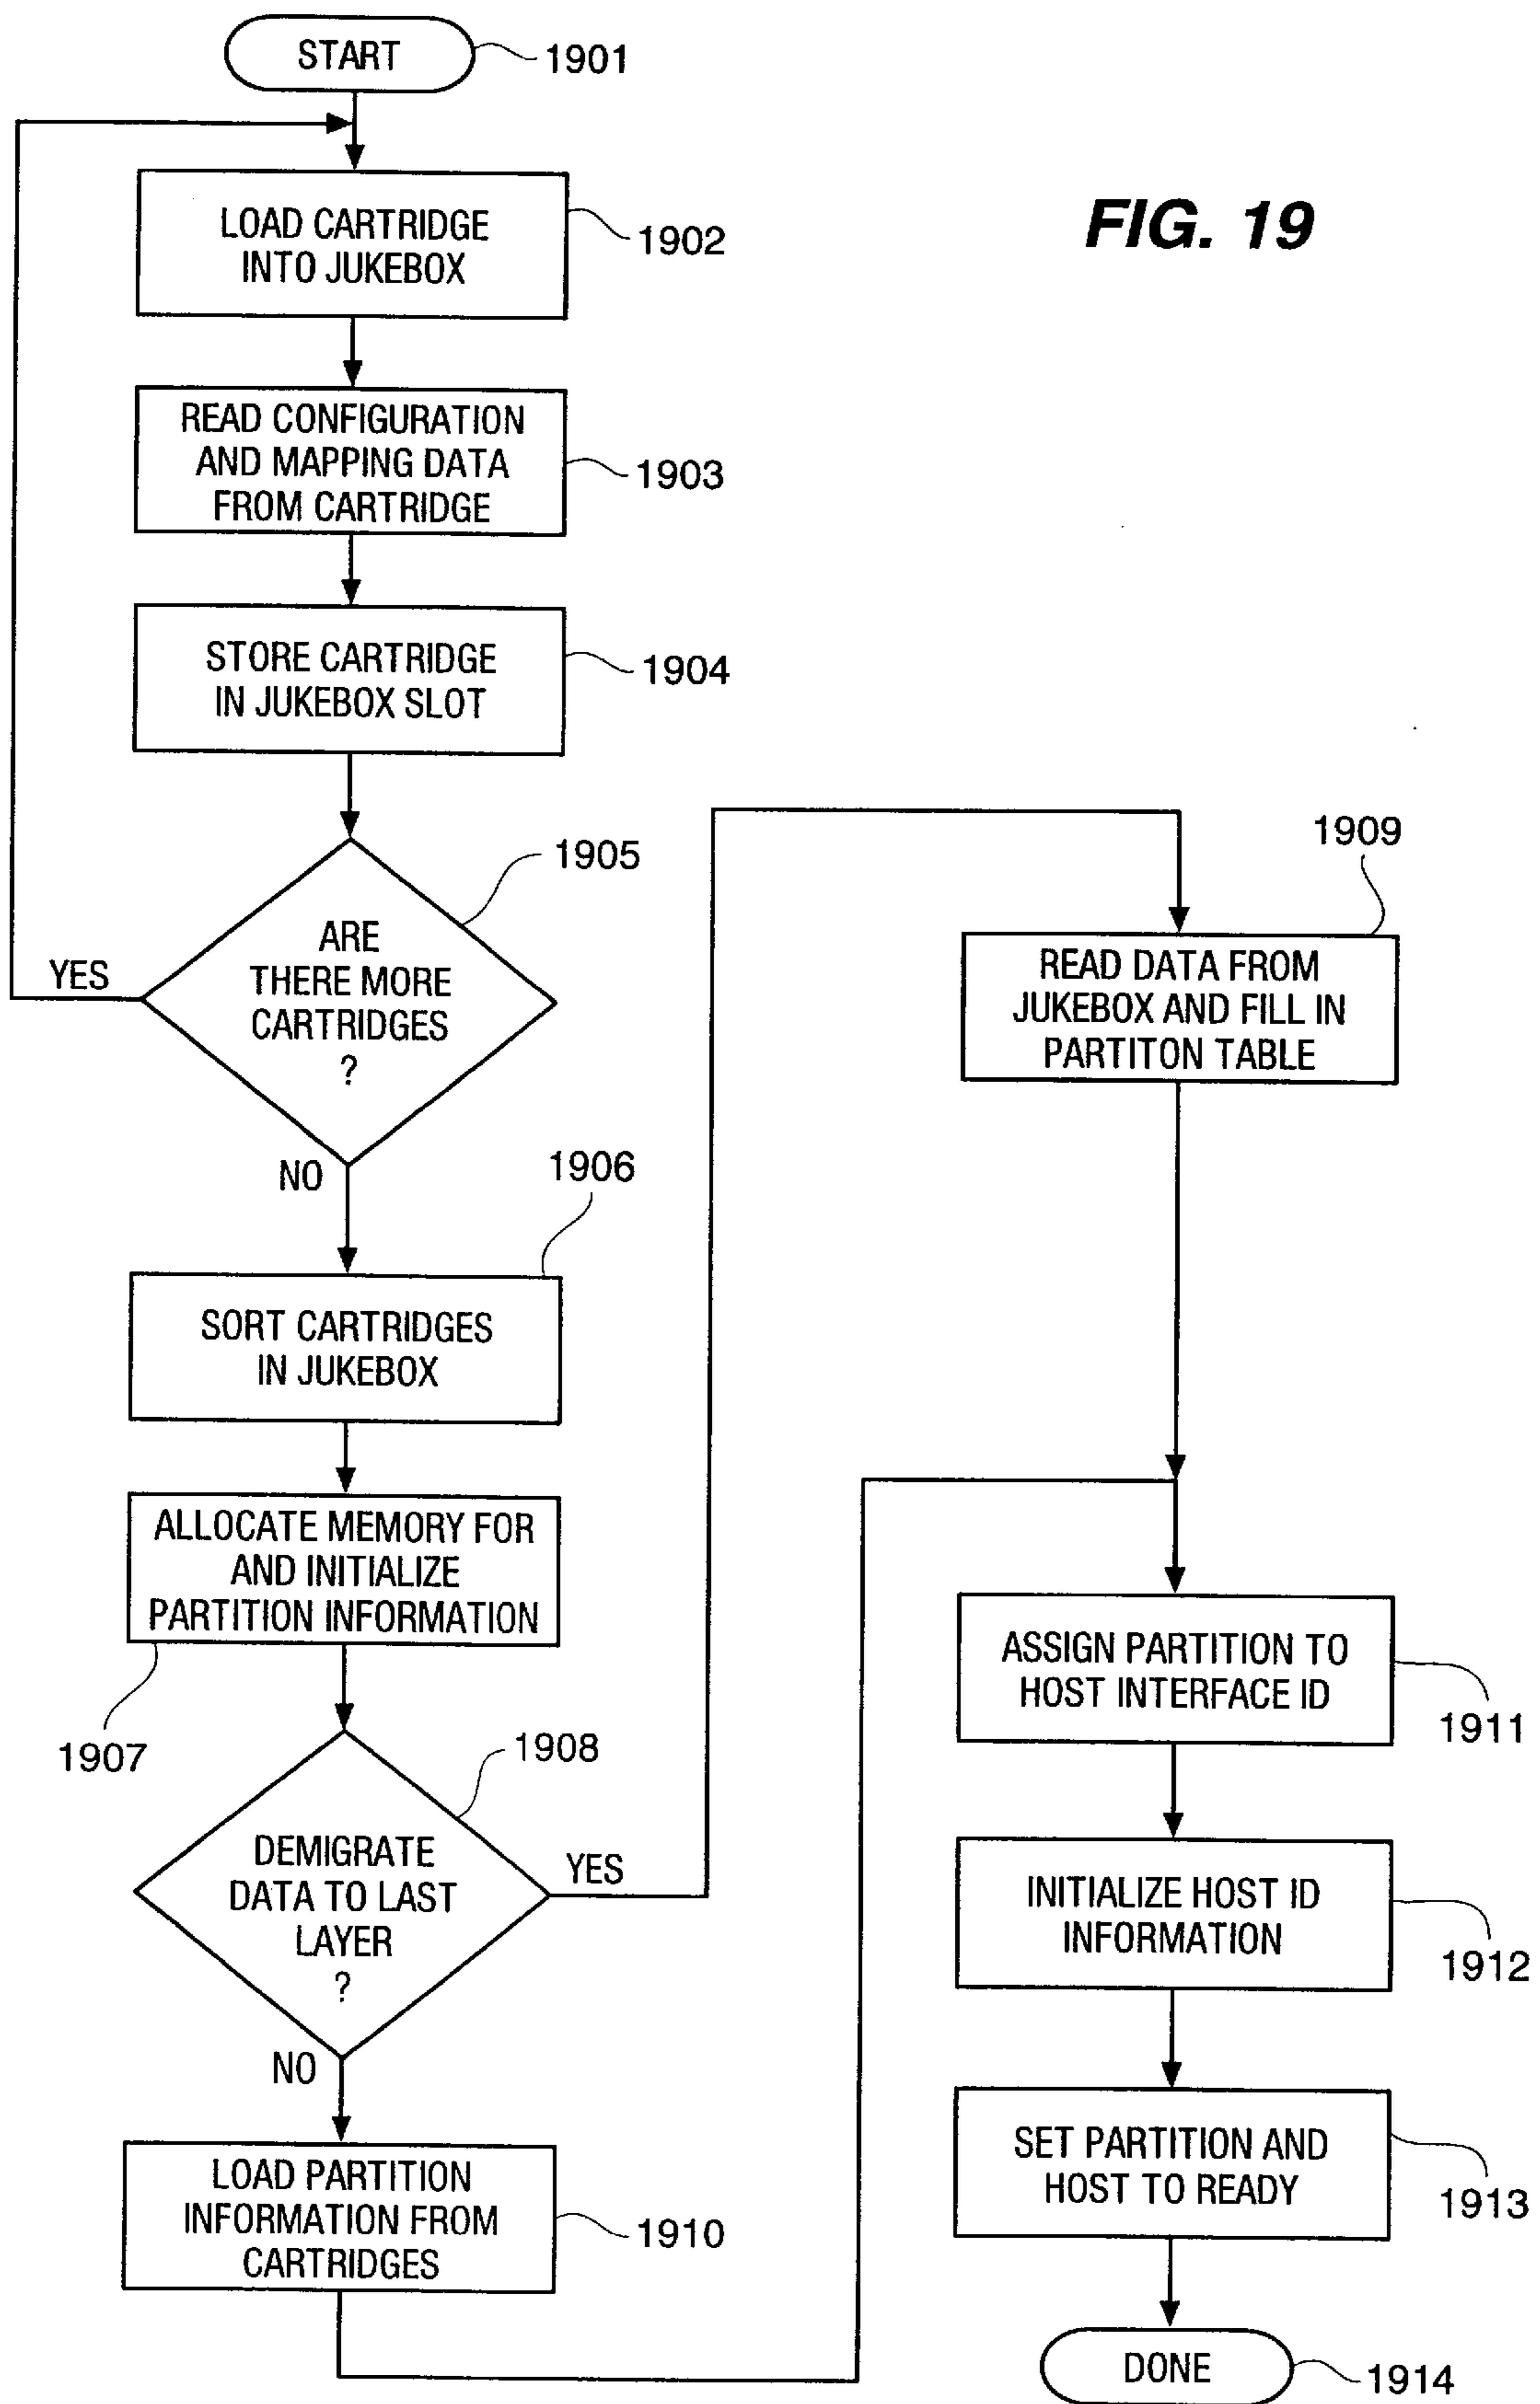 START
1901
FIG. 19
LOAD CARTRIDGE
INTO JUKEBOX
1902
READ CONFIGURATION
AND MAPPING DATA
FROM CARTRIDGE
1903
STORE CARTRIDGE
IN JUKEBOX SLOT
1904
ARE
THERE MORE
CARTRIDGES
?
1905
YES
NO
SORT CARTRIDGES
IN JUKEBOX
1906
ALLOCATE MEMORY FOR
AND INITIALIZE
PARTITION INFORMATION
1907
DEMIGRATE
DATA TO LAST
LAYER
?
1908
YES
NO
LOAD PARTITION
INFORMATION FROM
CARTRIDGES
1910
1909
READ DATA FROM
JUKEBOX AND FILL IN
PARTITON TABLE
ASSIGN PARTITION TO
HOST INTERFACE ID
1911
INITIALIZE HOST ID
INFORMATION
1912
SET PARTITION AND
HOST TO READY
1913
DONE
1914